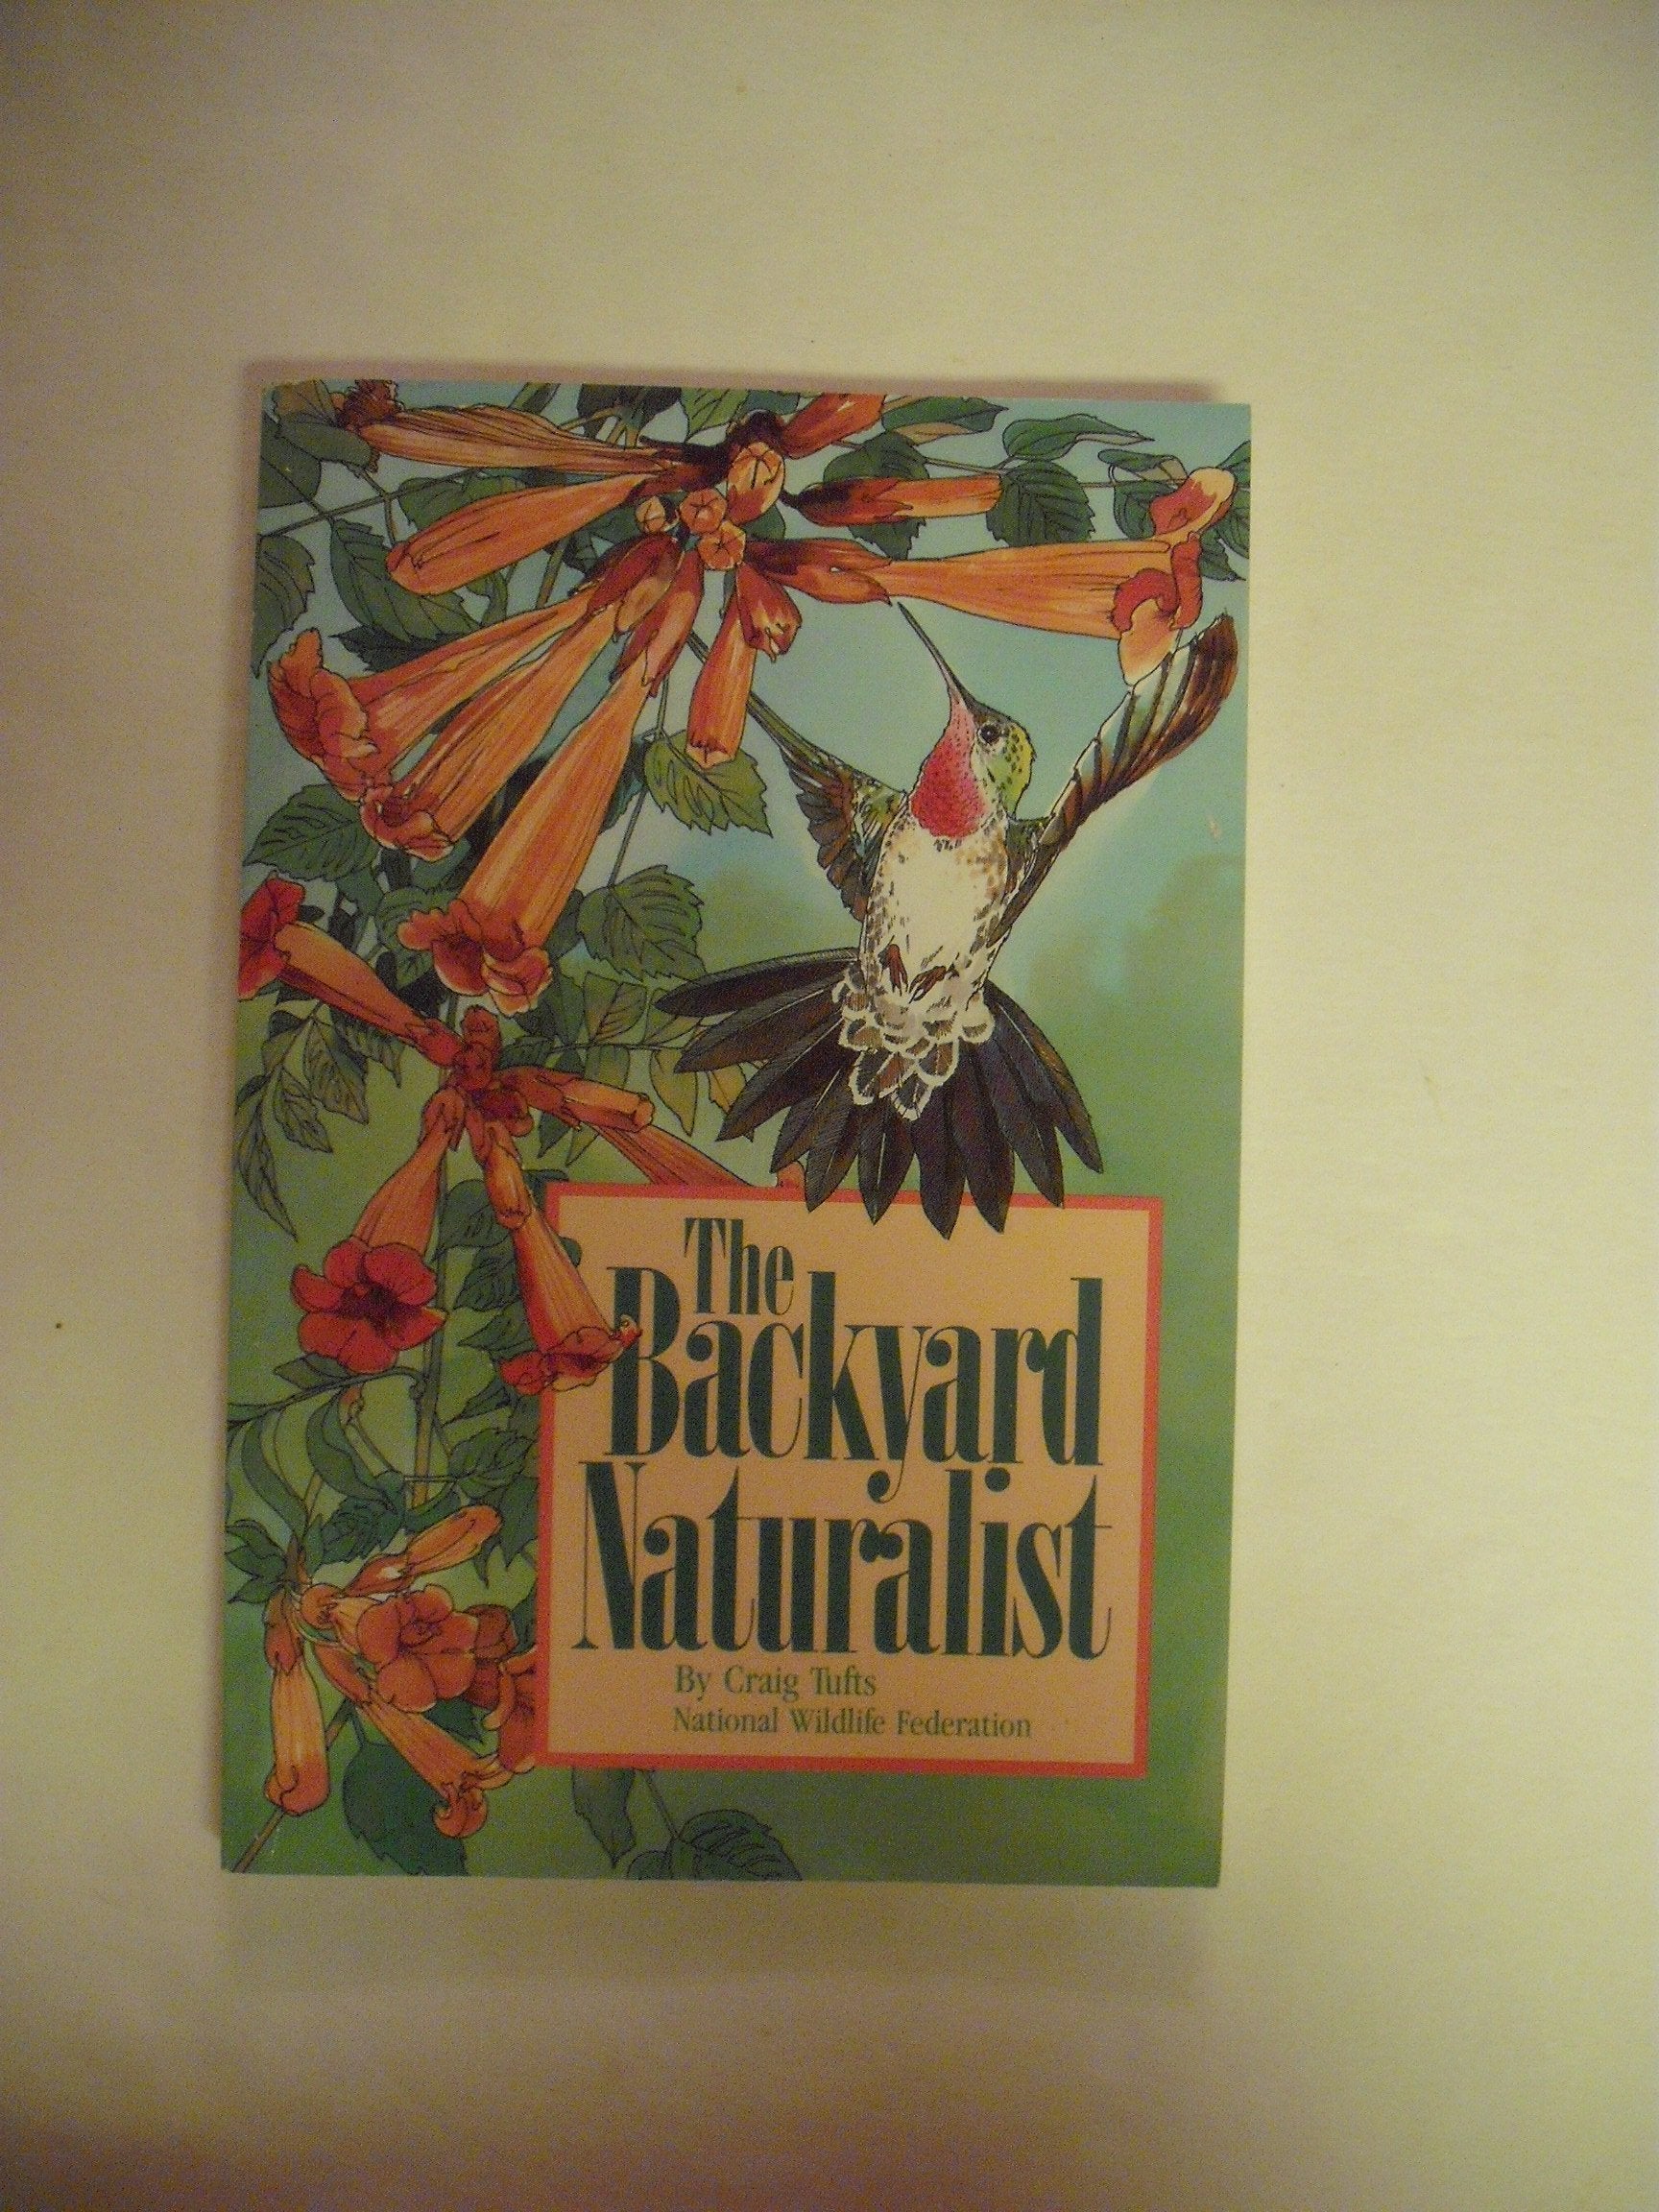 The
Backyard
Naturalist
By Craig Tufts
National Wildlife Federation